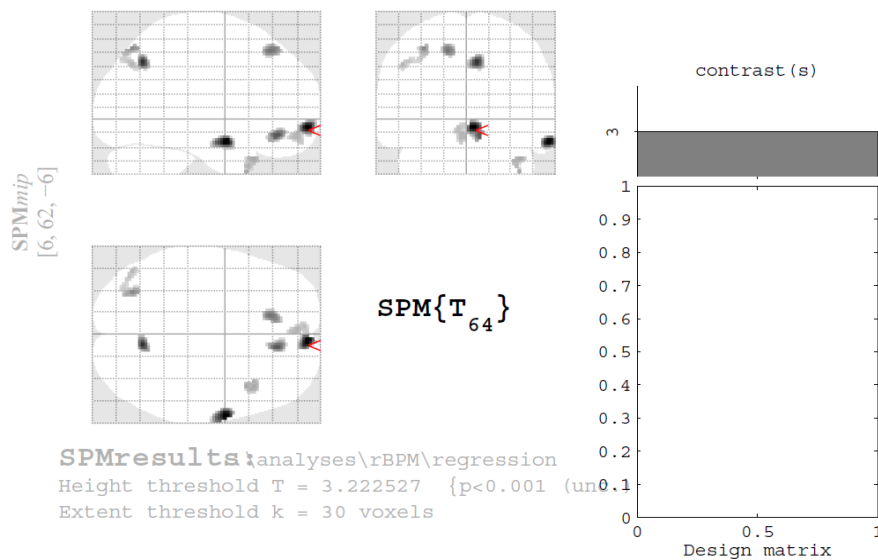 contrast(s)
3
SPMmip
[6, 62, −6]
SPM{T64}
1
0.9
0.8
0.7
0.6
0.5
0.4
0.3
0.2
0.1
0
0 0.5 1
Design matrix
SPMresults: \analyses\rBPM\regression
Height threshold T = 3.222527 {p<0.001 (unc.)
Extent threshold k = 30 voxels